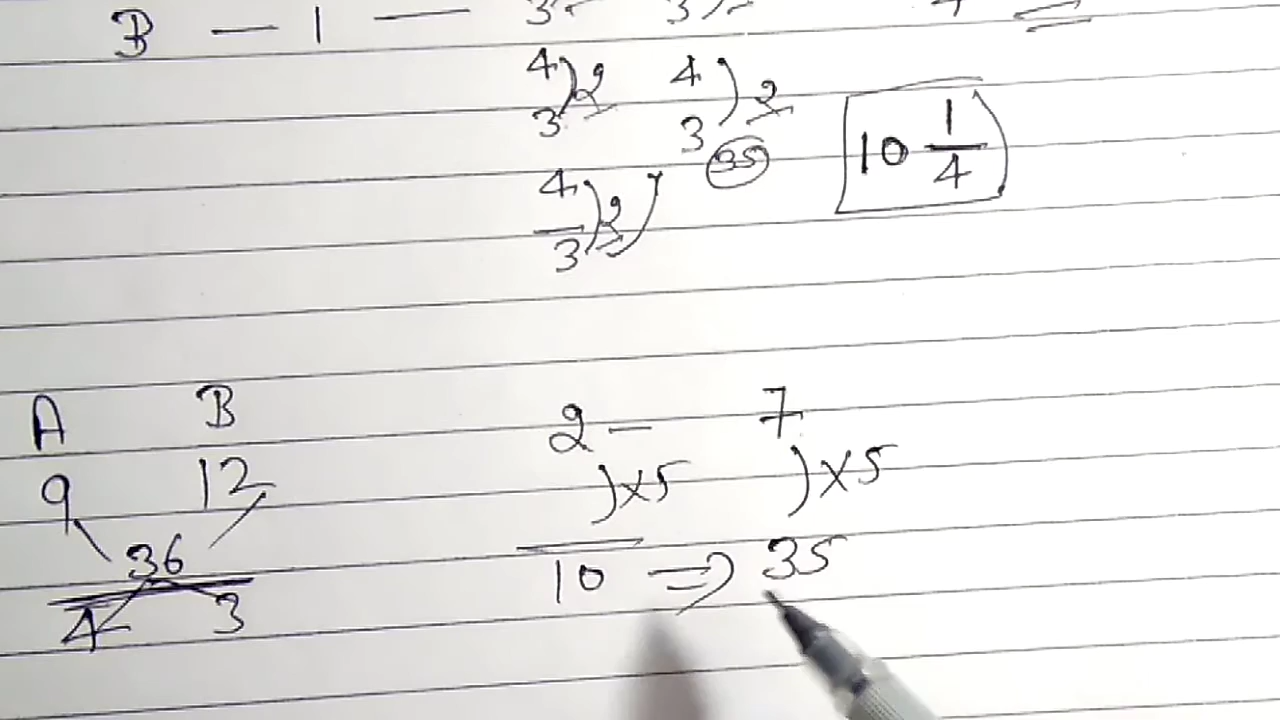 B — 1 —
4 ) 2 4 ) 2
3 3
35
10 1/4
4 ) 2 )
3
A B 2 — 7
9 12 ) x 5 ) x 5
36 10 ⇒ 35
4 3